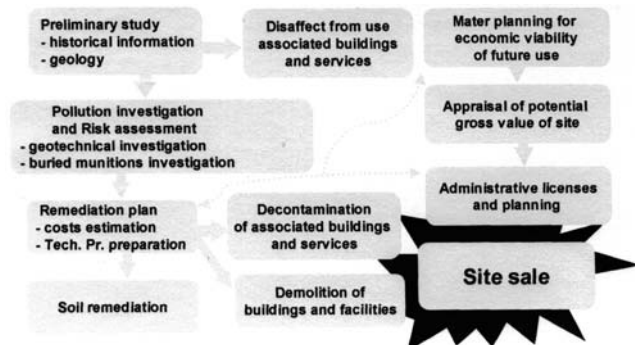 Preliminary study
- historical information
- geology
Disaffect from use
associated buildings
and services
Mater planning for
economic viability
of future use
Pollution investigation
and Risk assessment
- geotechnical investigation
- buried munitions investigation
Appraisal of potential
gross value of site
Remediation plan
- costs estimation
- Tech. Pr. preparation
Decontamination
of associated buildings
and services
Administrative licenses
and planning
Soil remediation
Demolition of
buildings and facilities
Site sale